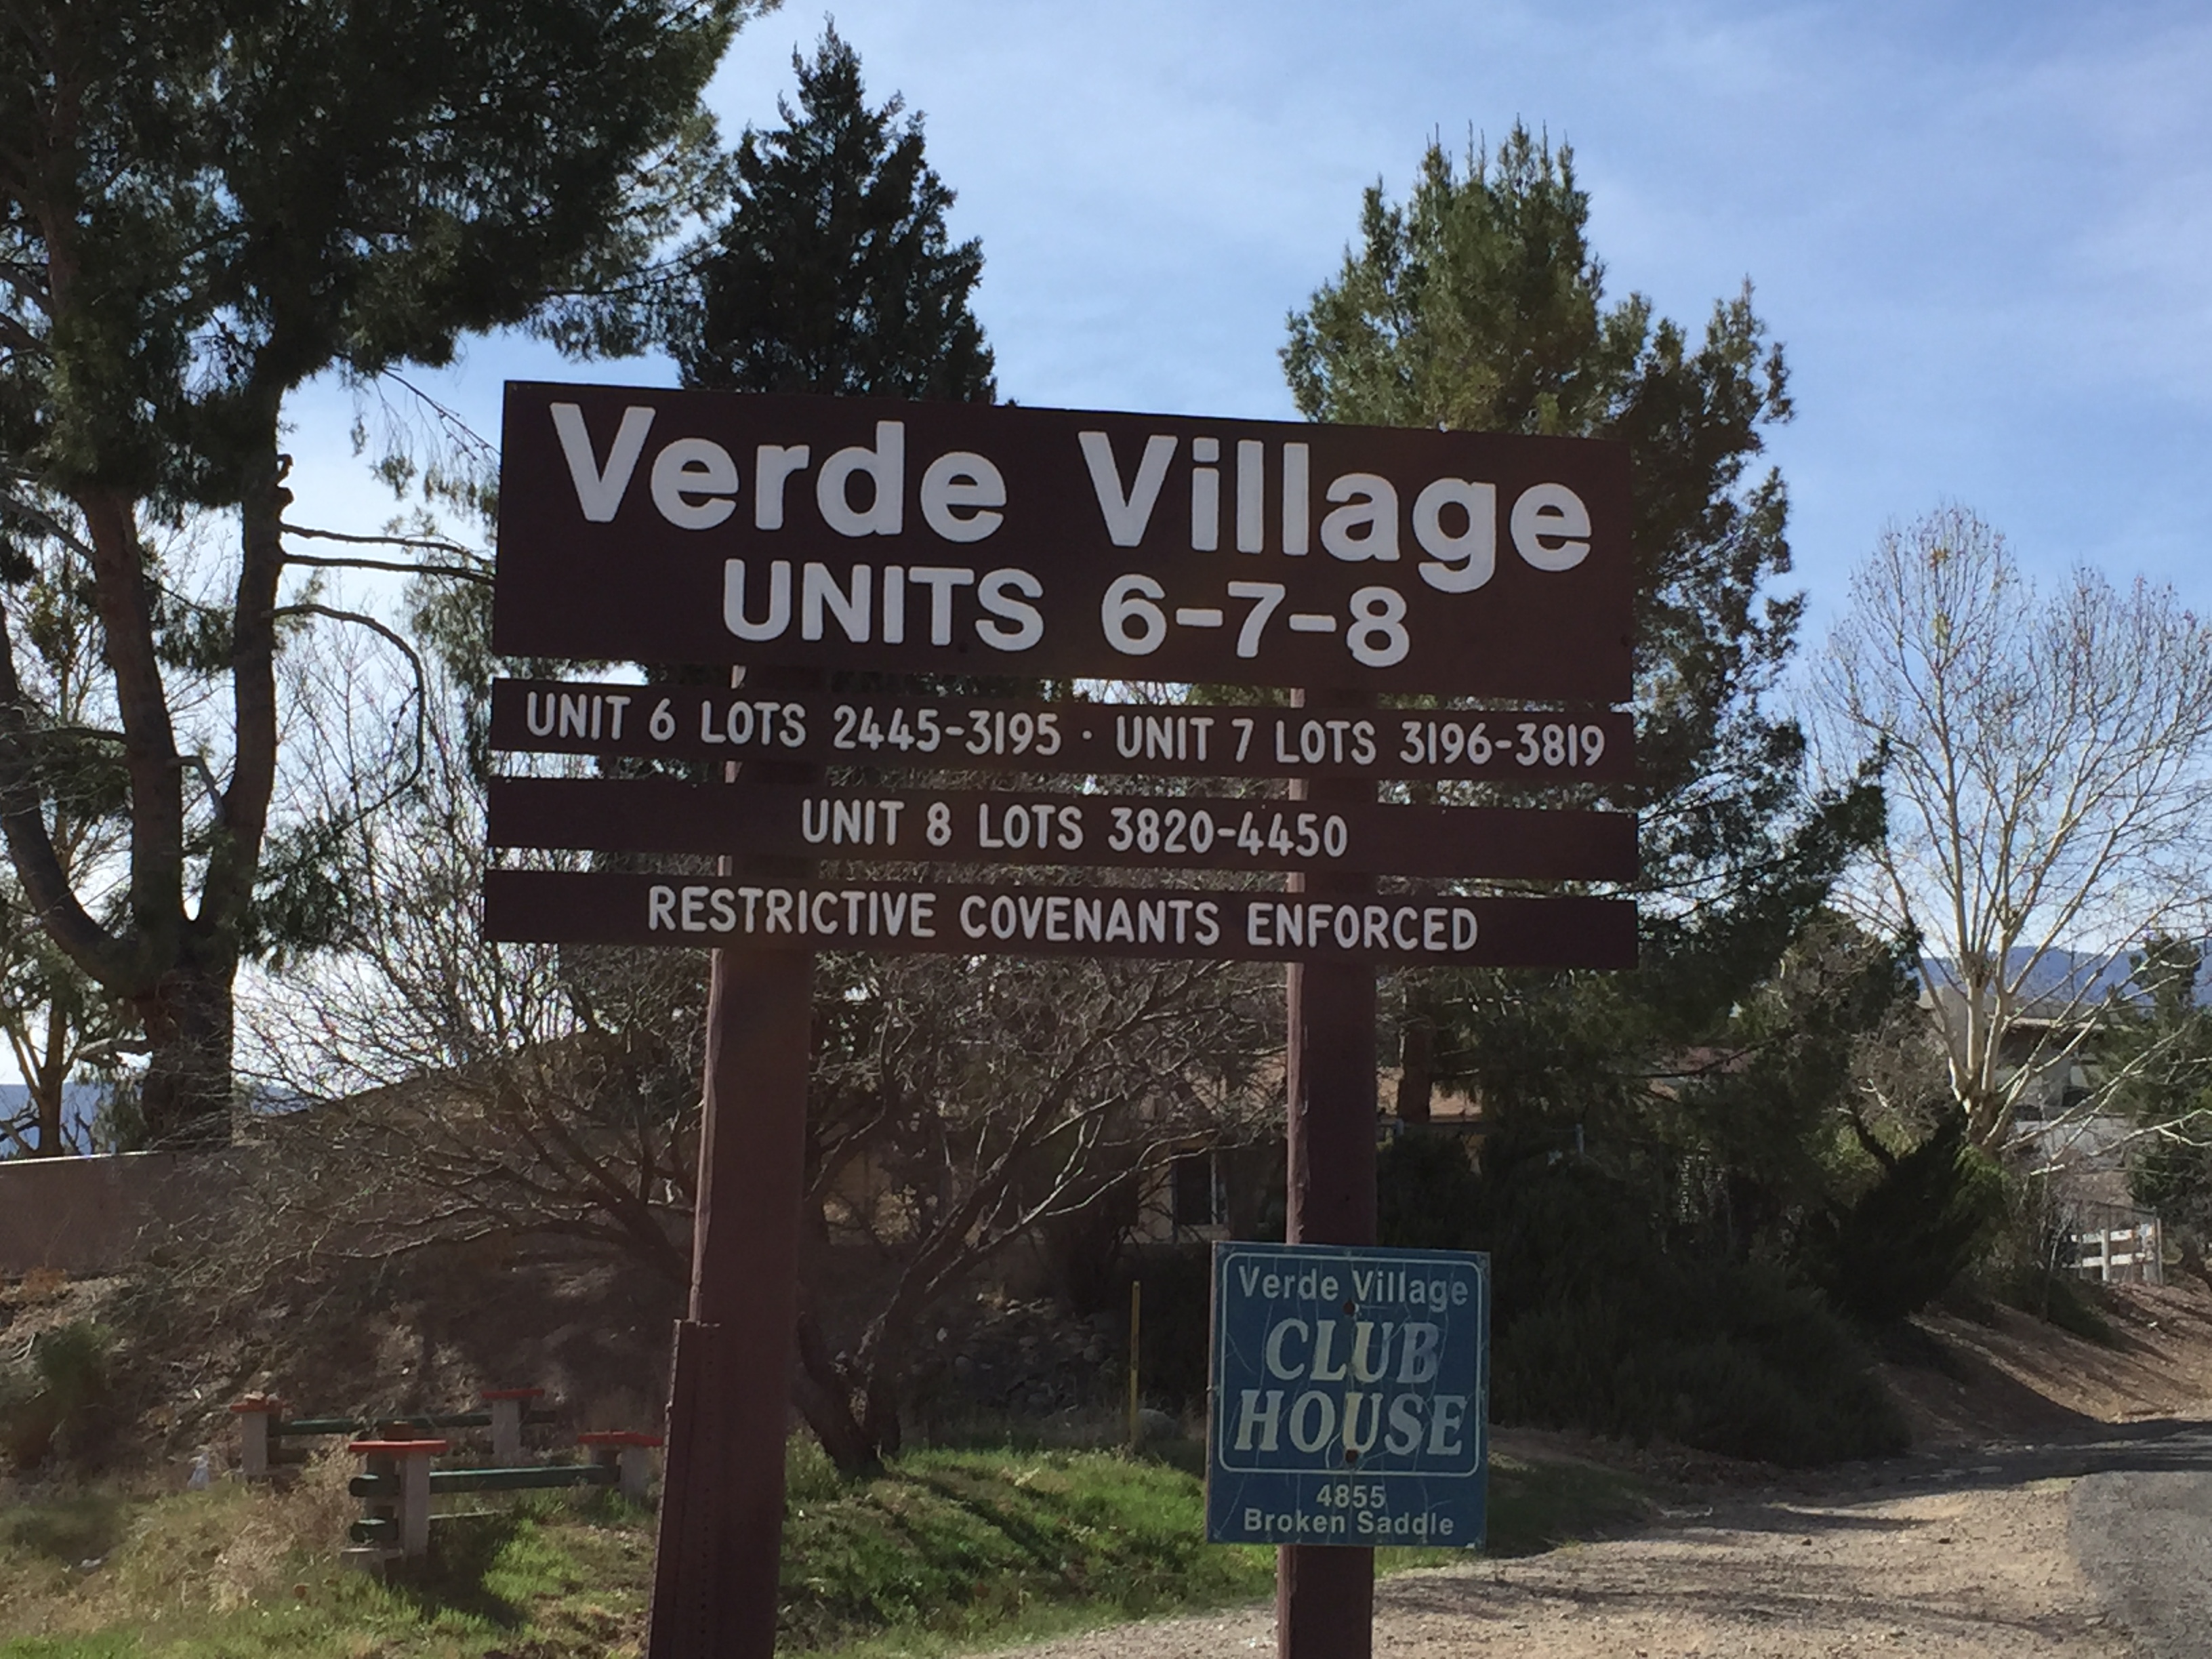 Verde Village
UNITS 6-7-8
UNIT 6 LOTS 2445-3195 · UNIT 7 LOTS 3196-3819
UNIT 8 LOTS 3820-4450
RESTRICTIVE COVENANTS ENFORCED
Verde Village
CLUB
HOUSE
4855
Broken Saddle